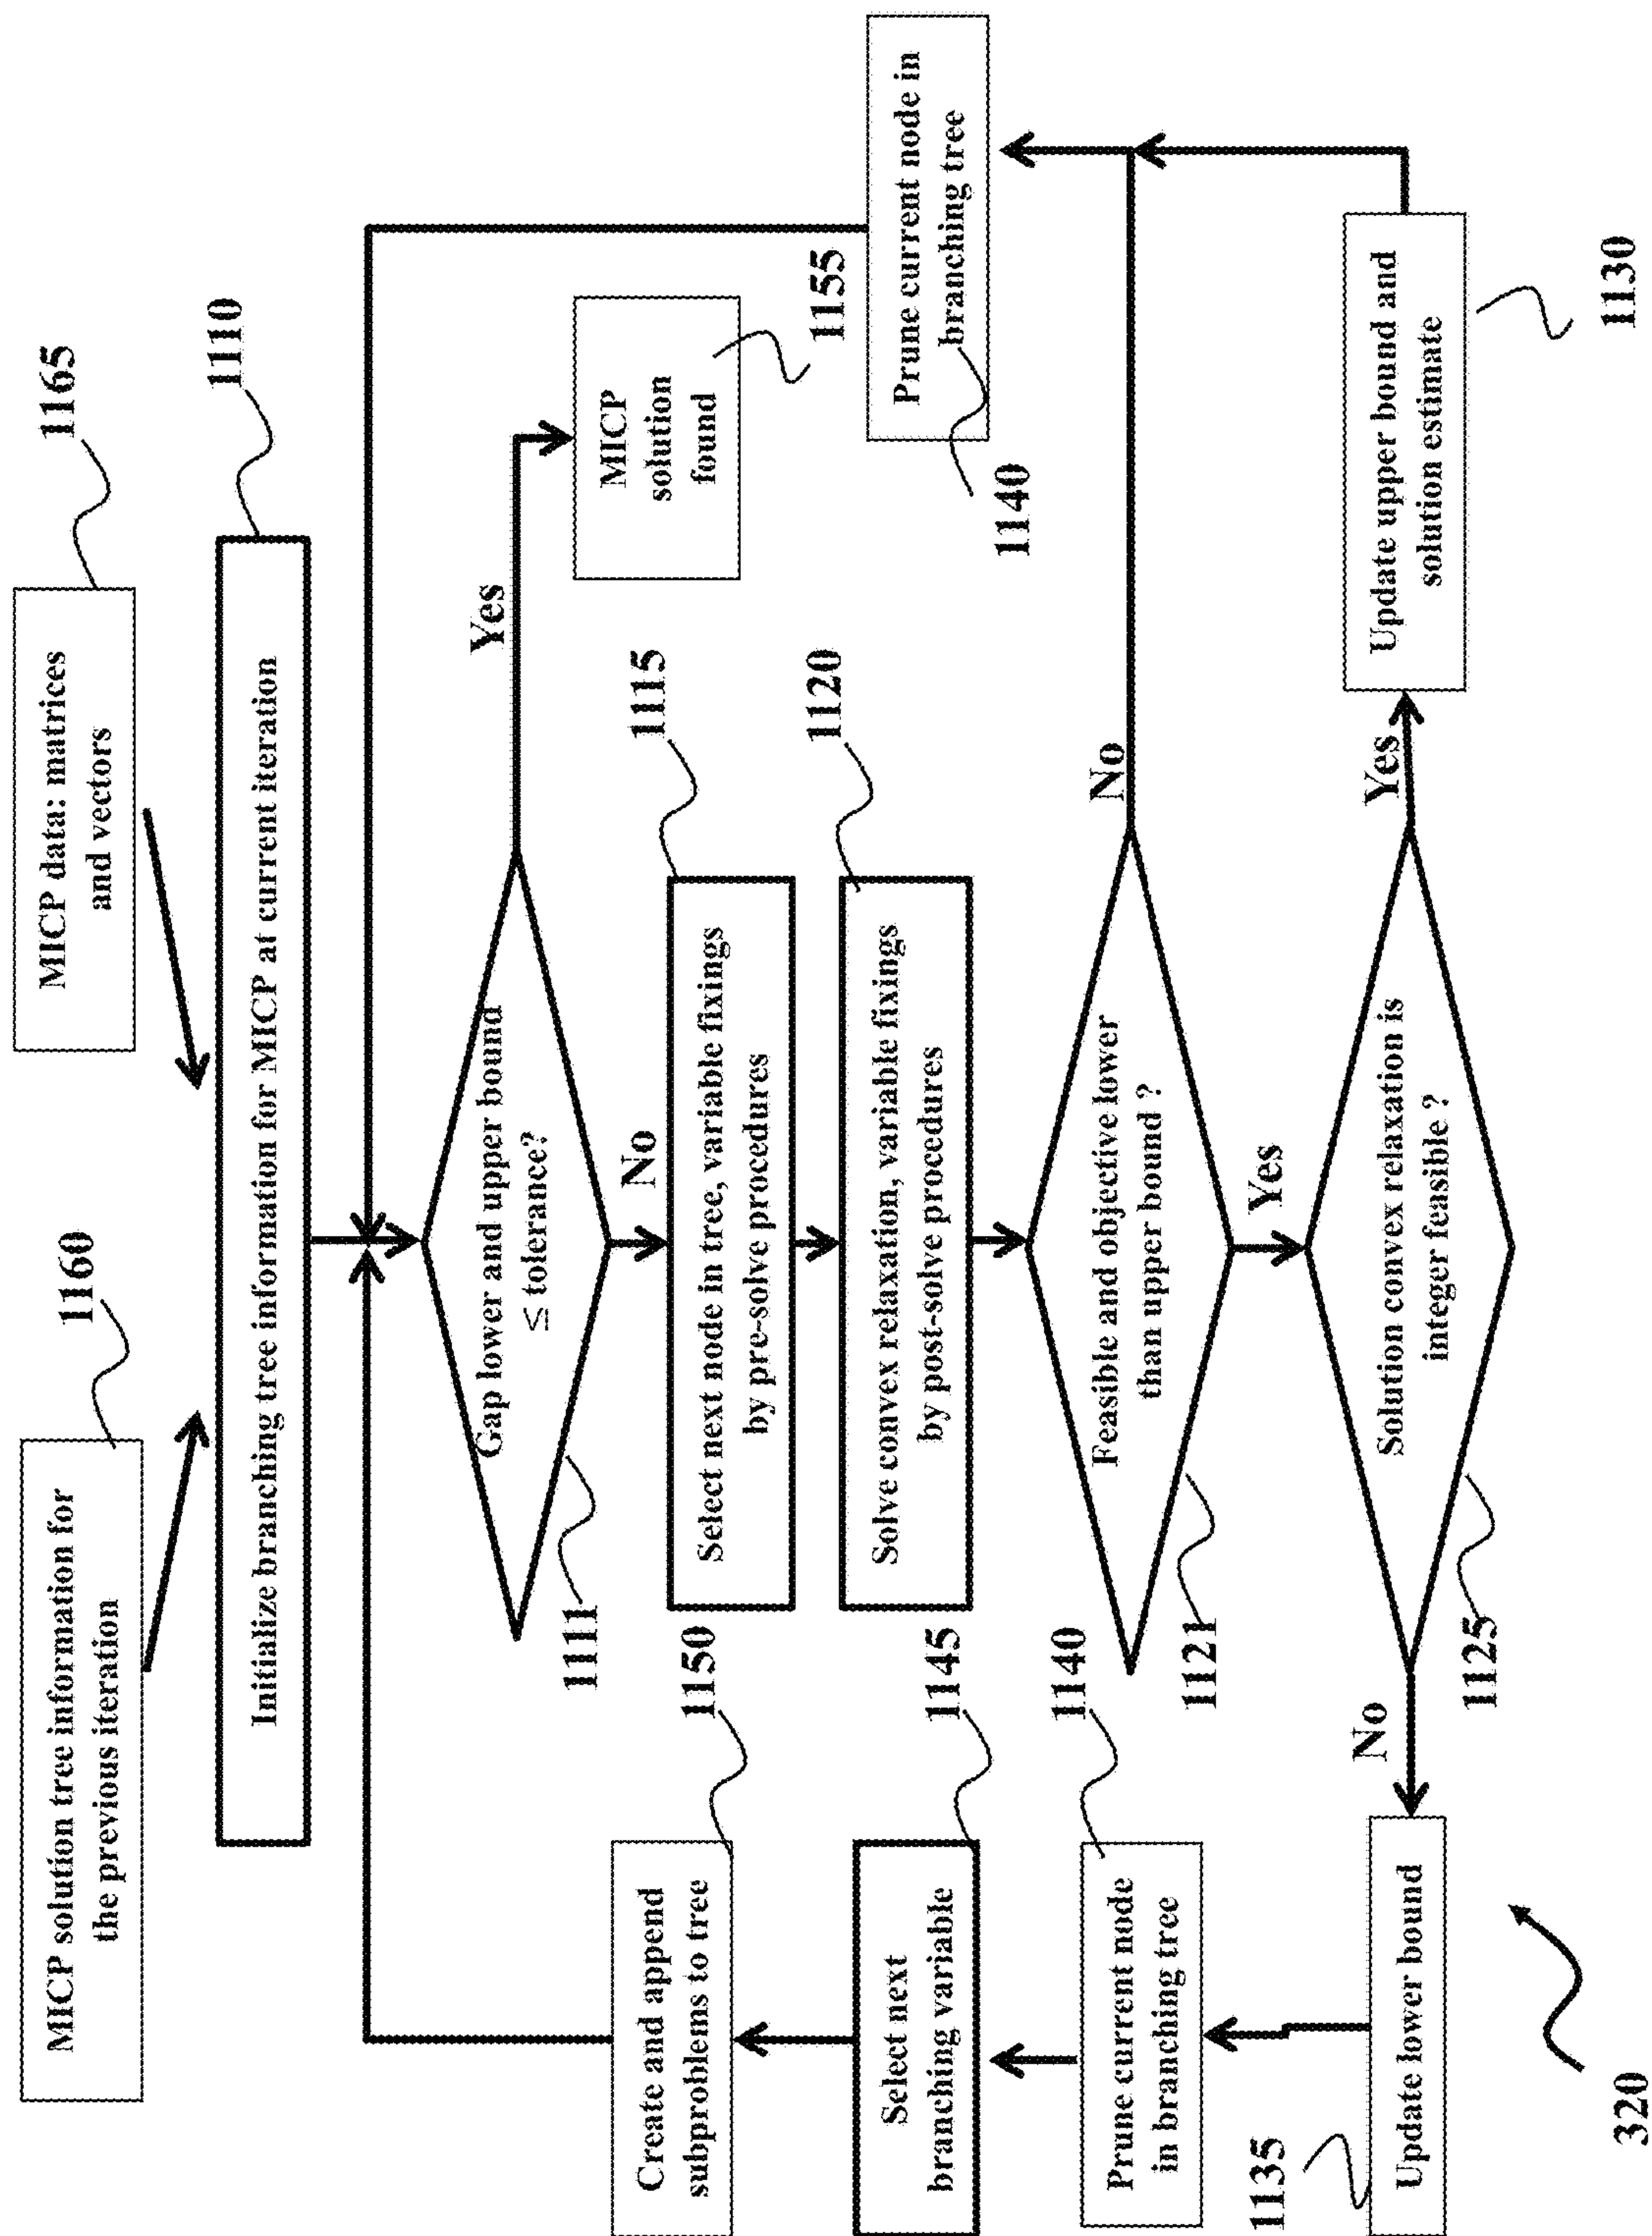 MICP solution tree information for
the previous iteration
1160
MICP data: matrices
and vectors
1165
Initialize branching tree information for MICP at current iteration
1110
Gap lower and upper bound
≤ tolerance?
1111
Yes
No
MICP
solution
found
1155
Select next node in tree, variable fixings
by pre-solve procedures
1115
Solve convex relaxation, variable fixings
by post-solve procedures
1120
Feasible and objective lower
than upper bound ?
1121
No
Yes
Prune current node in
branching tree
1140
Solution convex relaxation is
integer feasible ?
1125
Yes
No
Update upper bound and
solution estimate
1130
Update lower bound
1135
Prune current node
in branching tree
1140
Select next
branching variable
1145
Create and append
subproblems to tree
1150
320